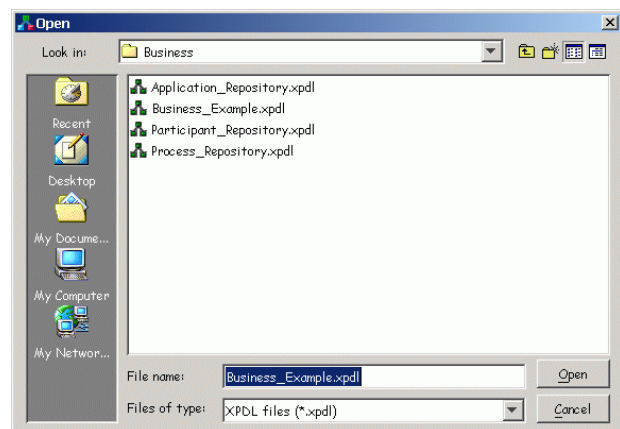 Open
Look in: Business
Recent
Desktop
My Docume...
My Computer
My Networ...
Application_Repository.xpdl
Business_Example.xpdl
Participant_Repository.xpdl
Process_Repository.xpdl
File name: Business_Example.xpdl Open
Files of type: XPDL files (*.xpdl) Cancel